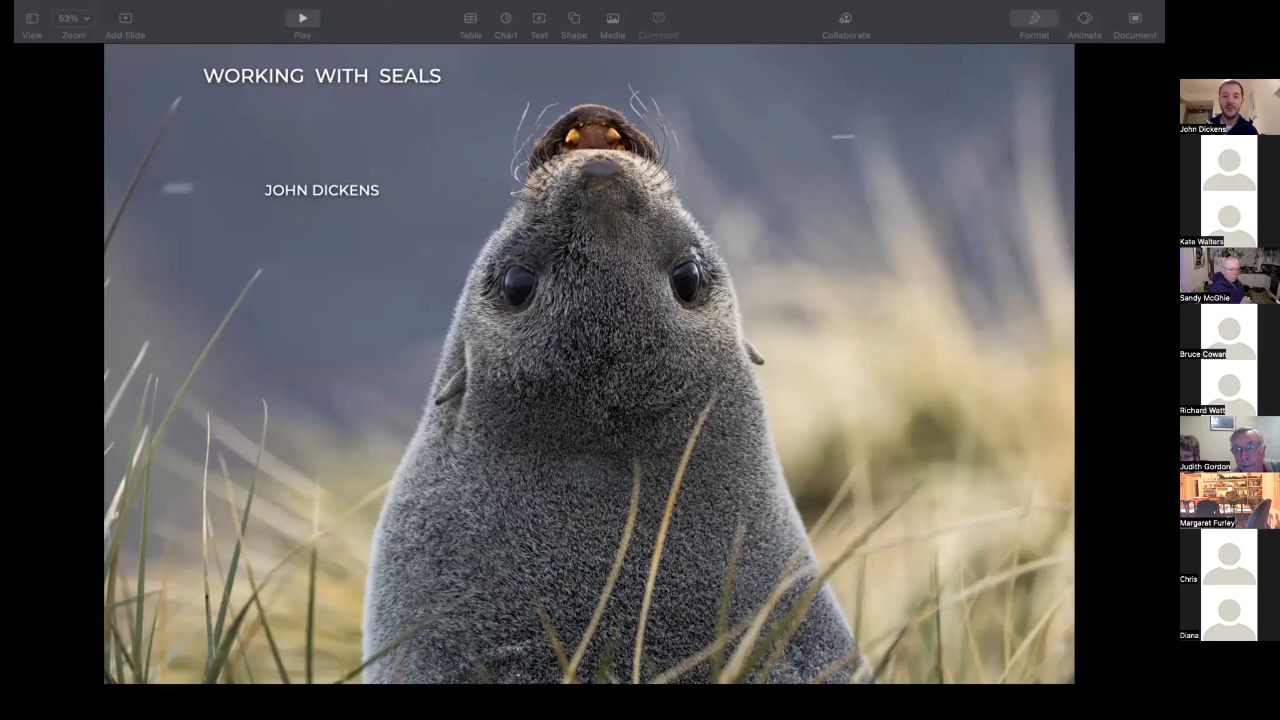 53%
View
Zoom
Add Slide
Play
Table
Chart
Text
Shape
Media
Comment
Collaborate
Format
Animate
Document
WORKING WITH SEALS
JOHN DICKENS
John Dickens
Kate Walters
Sandy McGhie
Bruce Cowan
Richard Watt
Judith Gordon
Margaret Furley
Chris
Diana